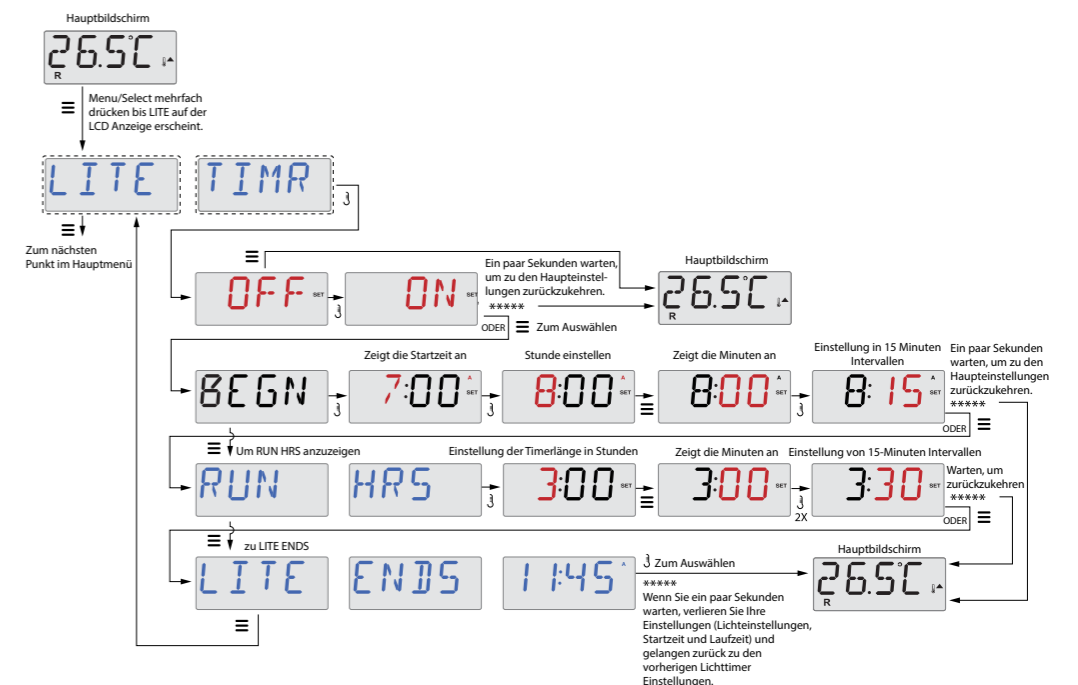 Hauptbildschirm
26.5°C
R
☰
Menu/Select mehrfach
drücken bis LITE auf der
LCD Anzeige erscheint.
LITE
TIMR
☰
Zum nächsten
Punkt im Hauptmenü
☰
Ein paar Sekunden warten,
um zu den Haupteinstel-
lungen zurückzukehren.
*****
Hauptbildschirm
26.5°C
R
OFF SET
ON SET
ODER ☰ Zum Auswählen
Zeigt die Startzeit an
Stunde einstellen
Zeigt die Minuten an
Einstellung in 15 Minuten
Intervallen
Ein paar Sekunden
warten, um zu den
Haupteinstellungen
zurückzukehren.
*****
BEGN
7:00 A SET
8:00 A SET
☰
8:00 A SET
8:15 A SET
ODER ☰
☰ Um RUN HRS anzuzeigen
Einstellung der Timerlänge in Stunden
Zeigt die Minuten an
Einstellung von 15-Minuten Intervallen
Warten, um
zurückzukehren
*****
RUN
HRS
3:00 SET
☰
3:00 SET
2X
3:30 SET
ODER ☰
☰ zu LITE ENDS
LITE
ENDS
11:45 A
Zum Auswählen
*****
Wenn Sie ein paar Sekunden
warten, verlieren Sie Ihre
Einstellungen (Lichteinstellungen,
Startzeit und Laufzeit) und
gelangen zurück zu den
vorherigen Lichttimer
Einstellungen.
Hauptbildschirm
26.5°C
R
☰